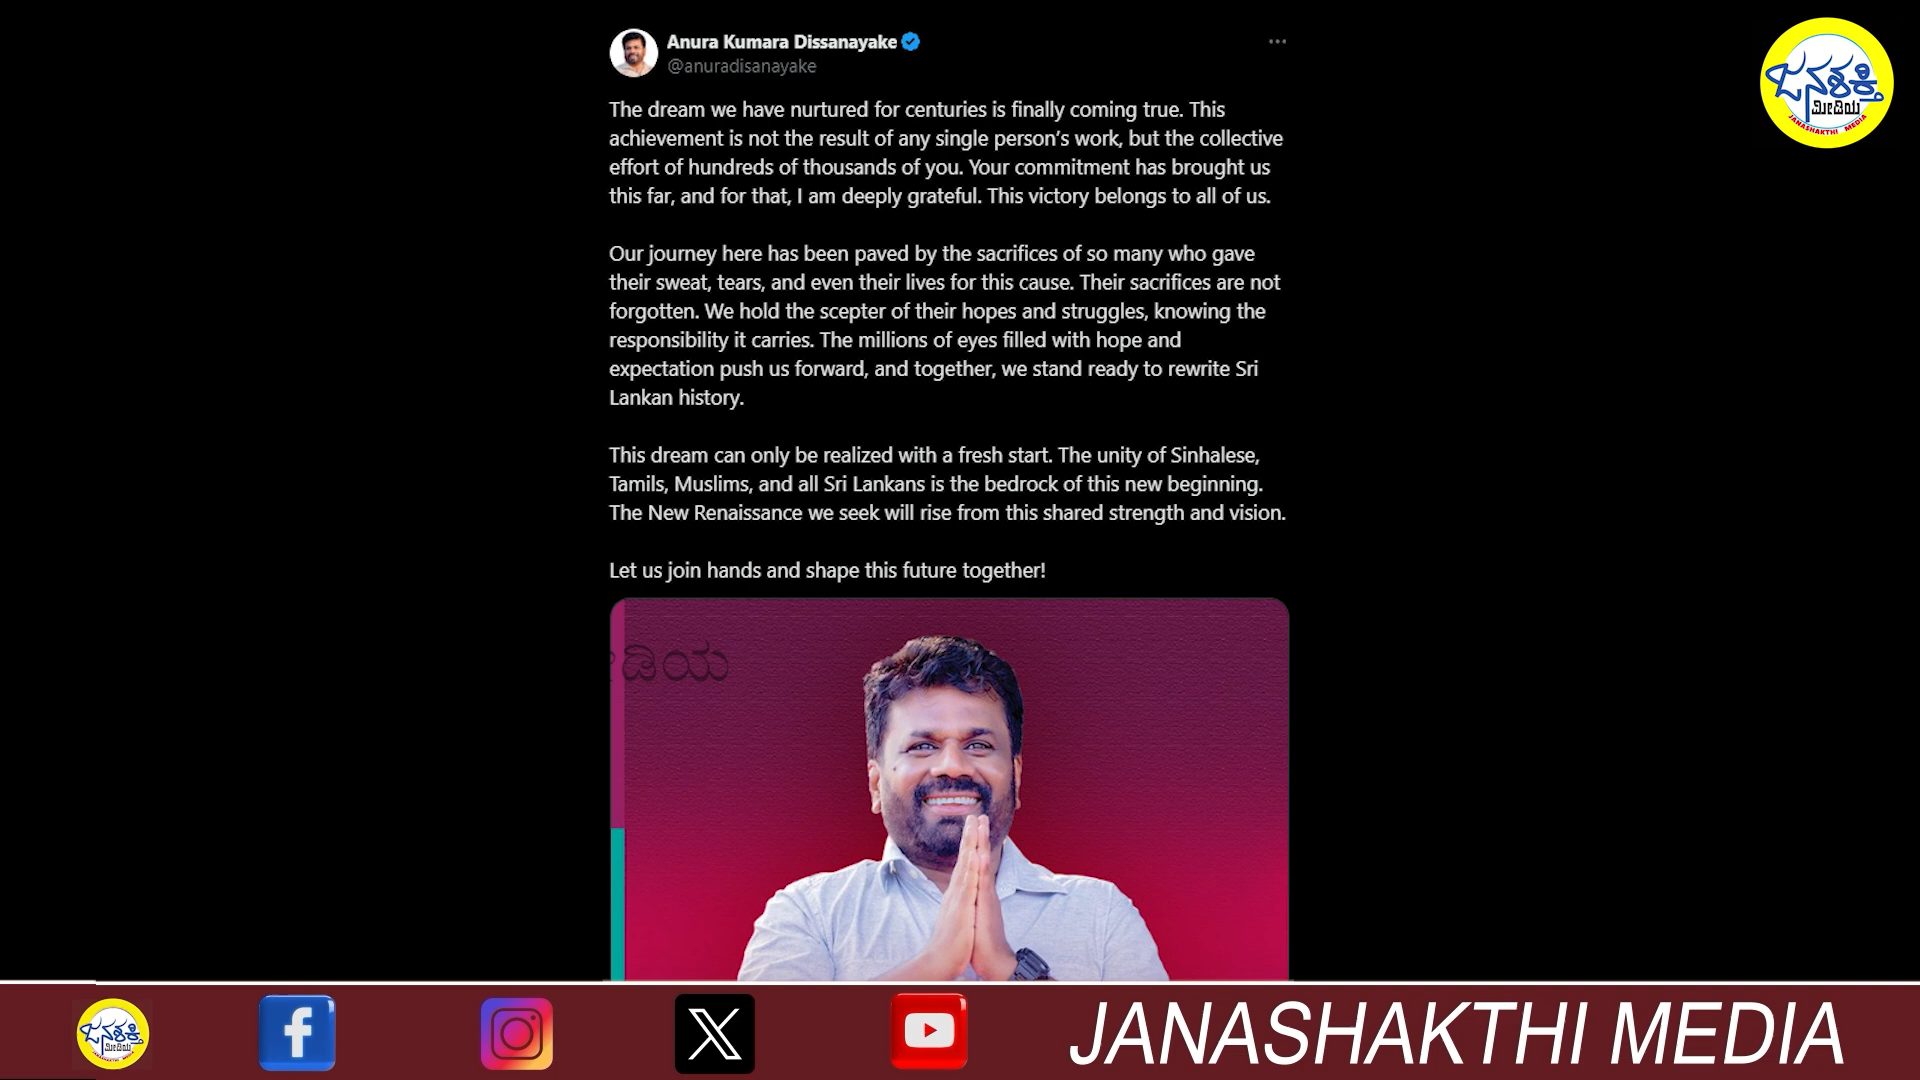 Anura Kumara Dissanayake
@anuradisanayake
The dream we have nurtured for centuries is finally coming true. This
achievement is not the result of any single person’s work, but the collective
effort of hundreds of thousands of you. Your commitment has brought us
this far, and for that, I am deeply grateful. This victory belongs to all of us.
Our journey here has been paved by the sacrifices of so many who gave
their sweat, tears, and even their lives for this cause. Their sacrifices are not
forgotten. We hold the scepter of their hopes and struggles, knowing the
responsibility it carries. The millions of eyes filled with hope and
expectation push us forward, and together, we stand ready to rewrite Sri
Lankan history.
This dream can only be realized with a fresh start. The unity of Sinhalese,
Tamils, Muslims, and all Sri Lankans is the bedrock of this new beginning.
The New Renaissance we seek will rise from this shared strength and vision.
Let us join hands and shape this future together!
ಜನಶಕ್ತಿ
ಮೀಡಿಯ
JANASHAKTHI MEDIA
ಡಿಯ
ಜನಶಕ್ತಿ
ಮೀಡಿಯ
JANASHAKTHI MEDIA